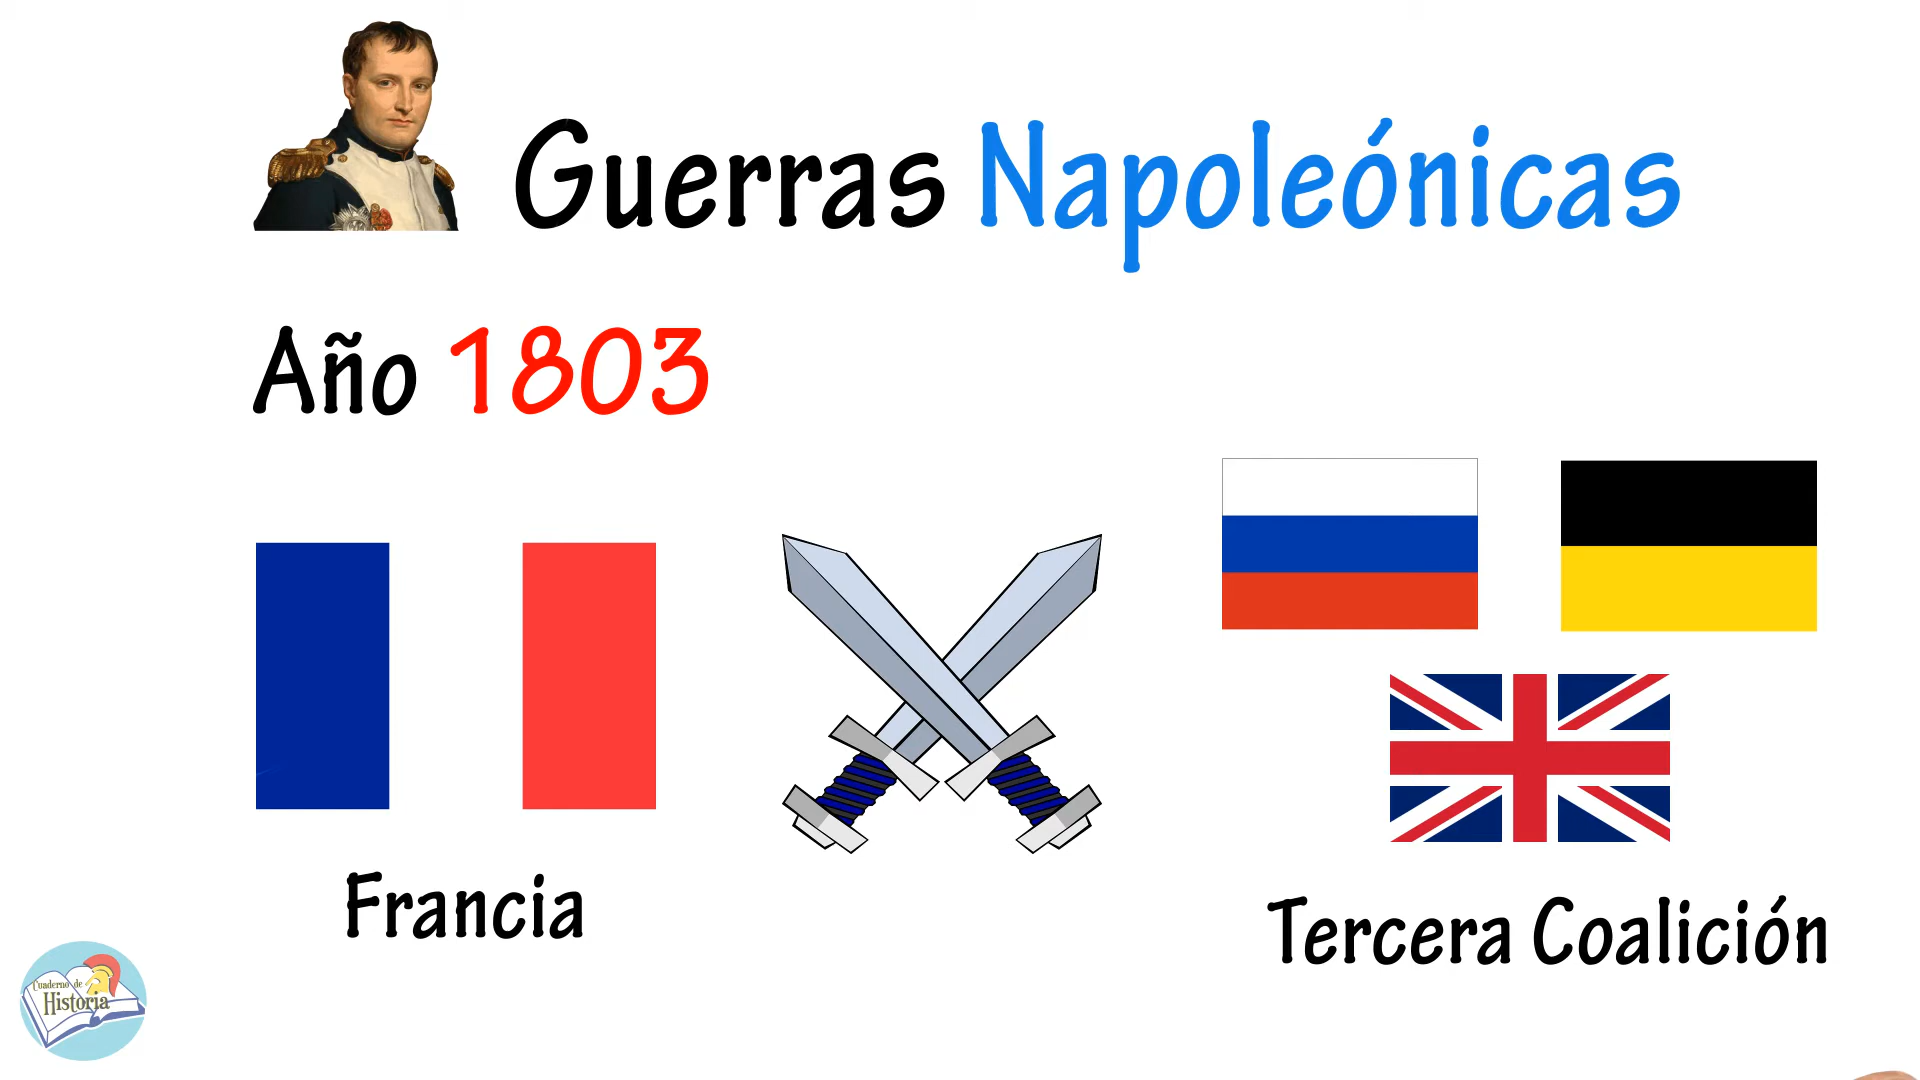 Guerras Napoleónicas
Año 1803
Francia
Tercera Coalición
Cuaderno de
Historia